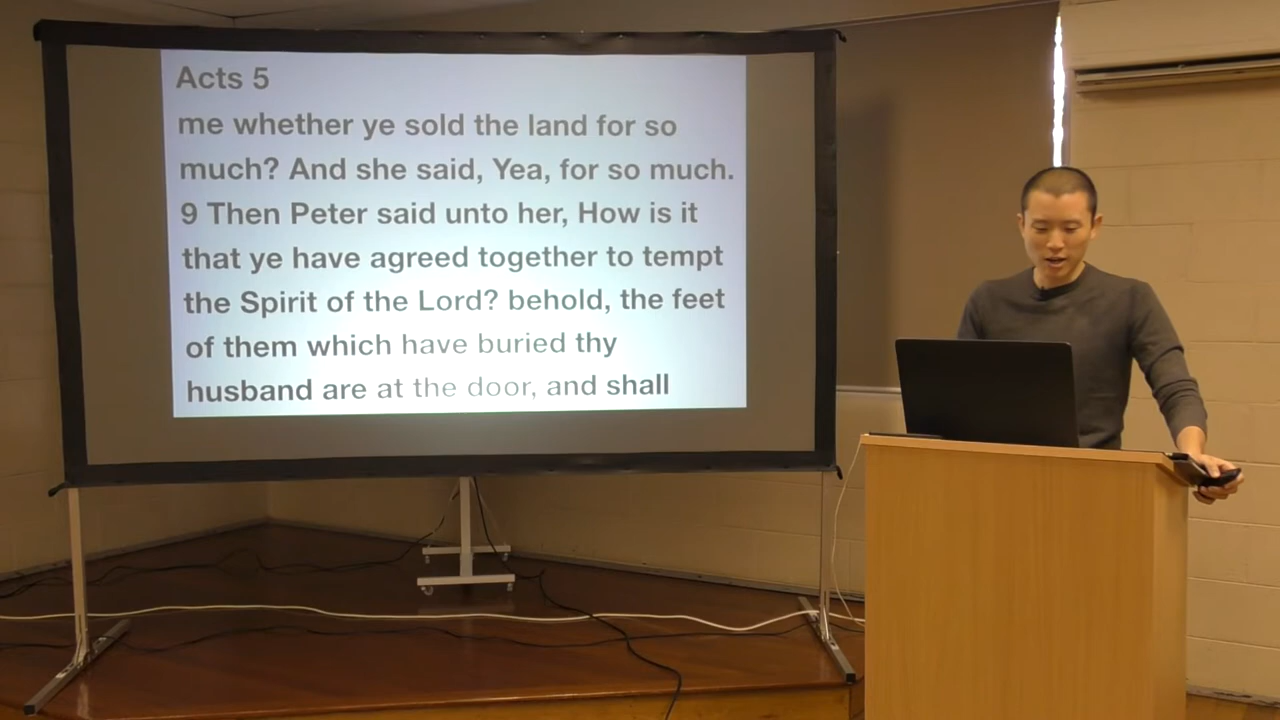 Acts 5
me whether ye sold the land for so
much? And she said, Yea, for so much.
9 Then Peter said unto her, How is it
that ye have agreed together to tempt
the Spirit of the Lord? behold, the feet
of them which have buried thy
husband are at the door, and shall